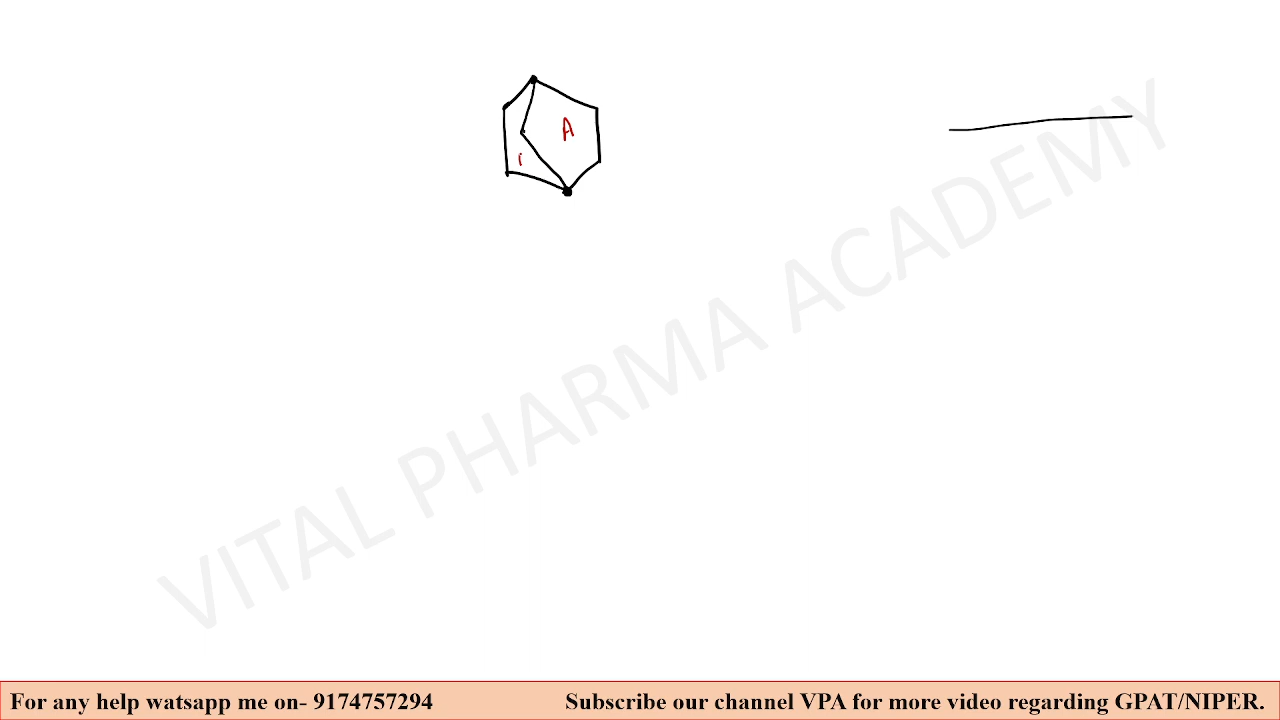 A
VITAL PHARMA ACADEMY
For any help watsapp me on- 9174757294
Subscribe our channel VPA for more video regarding GPAT/NIPER.